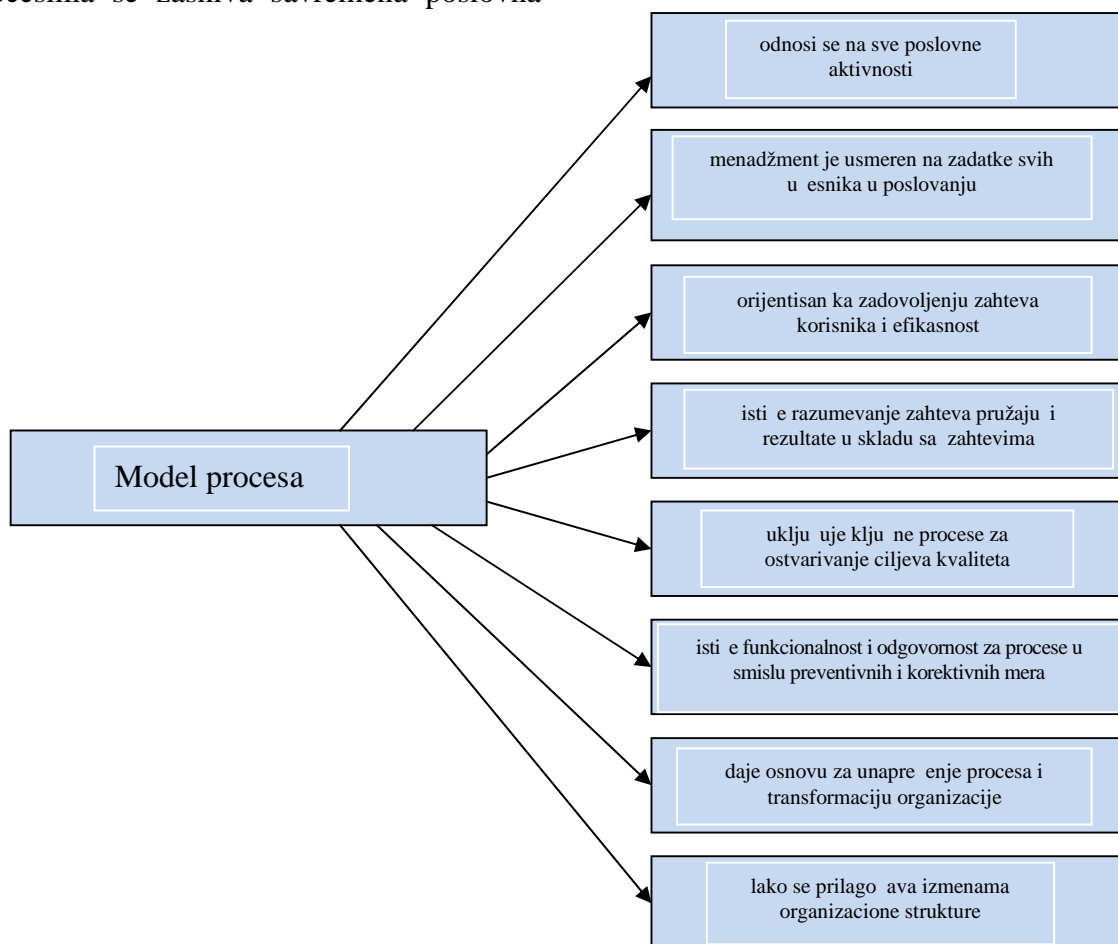 se zasniva savremena poslovna
odnosi se na sve poslovne
aktivnosti
menadžment je usmeren na zadatke svih
u esnika u poslovanju
orijentisan ka zadovoljenju zahteva
korisnika i efikasnost
isti e razumevanje zahteva pružaju i
rezultate u skladu sa zahtevima
Model procesa
uklju uje klju ne procese za
ostvarivanje ciljeva kvaliteta
isti e funkcionalnost i odgovornost za procese u
smislu preventivnih i korektivnih mera
daje osnovu za unapre enje procesa i
transformaciju organizacije
lako se prilago ava izmenama
organizacione strukture